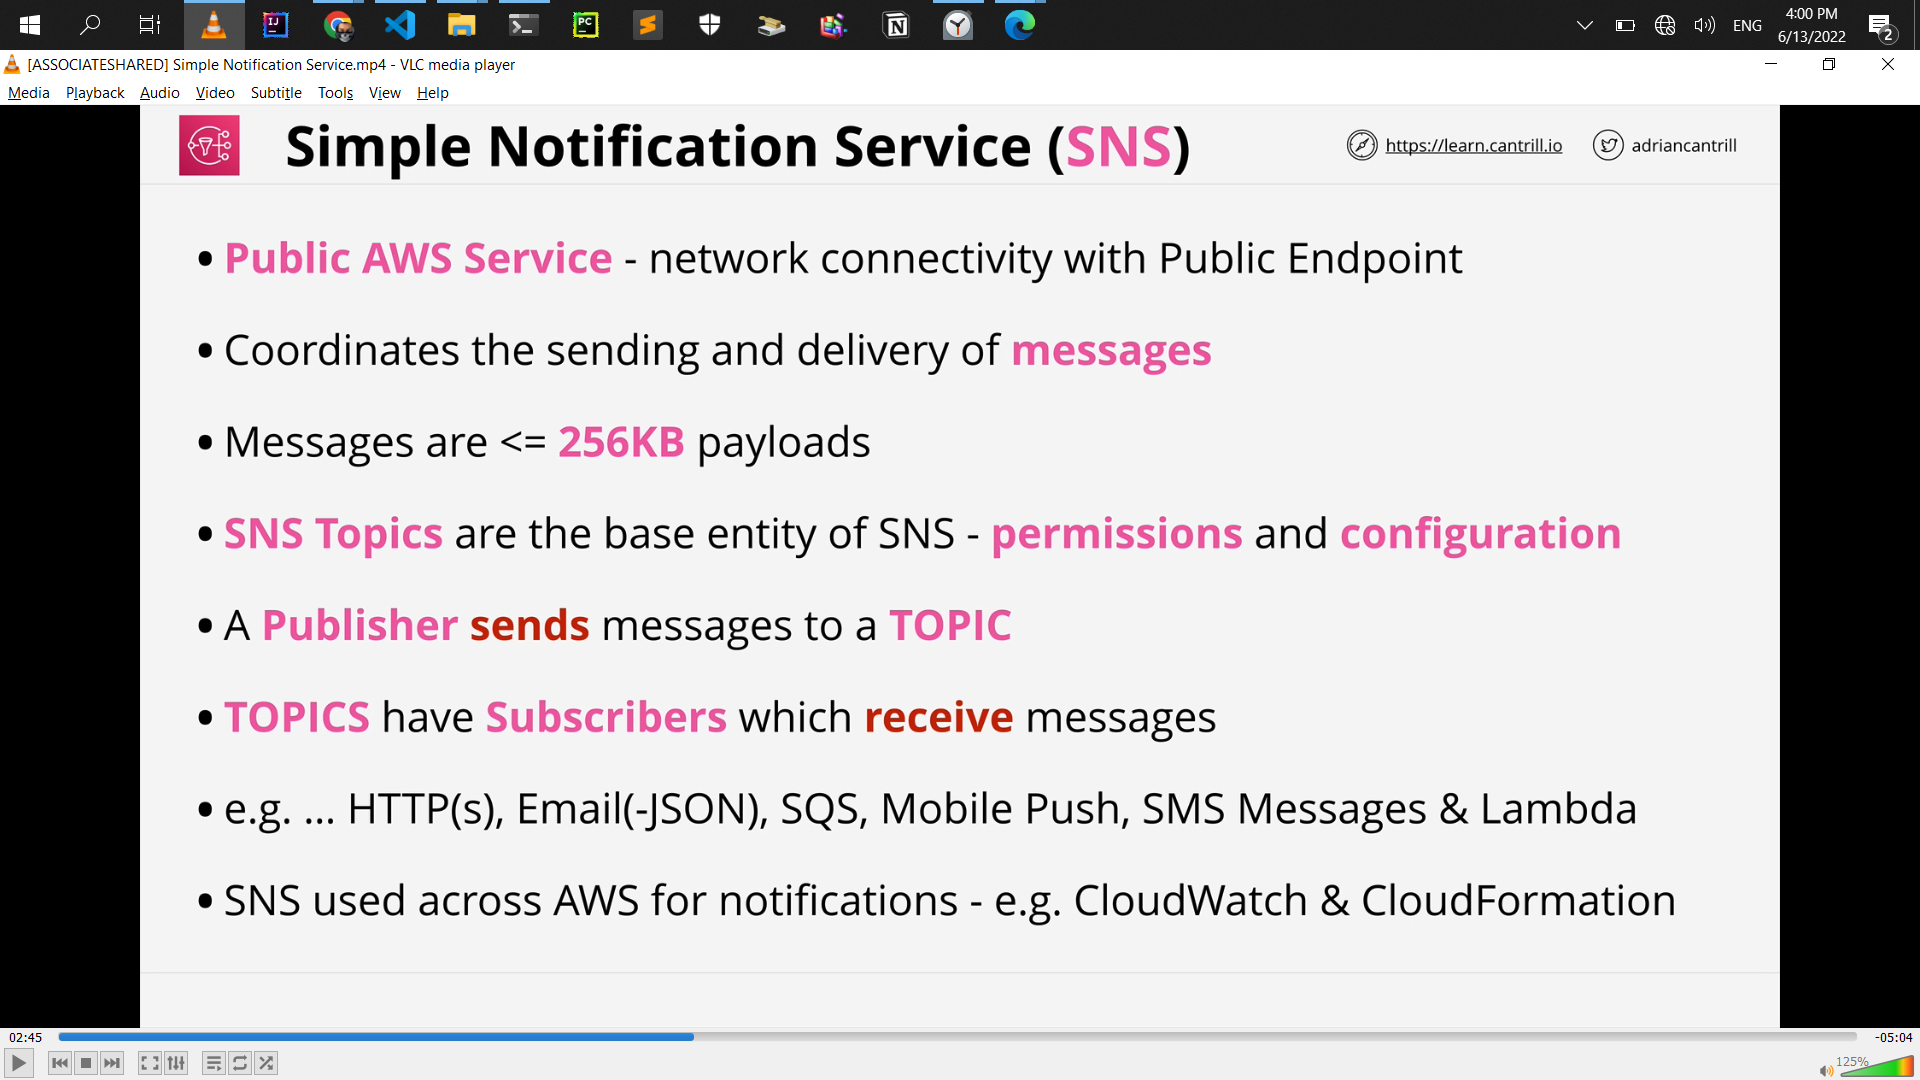 ENG
4:00 PM
6/13/2022
2
[ASSOCIATESHARED] Simple Notification Service.mp4 - VLC media player
Media Playback Audio Video Subtitle Tools View Help
Simple Notification Service (SNS)
https://learn.cantrill.io
adriancantrill
• Public AWS Service - network connectivity with Public Endpoint
• Coordinates the sending and delivery of messages
• Messages are <= 256KB payloads
• SNS Topics are the base entity of SNS - permissions and configuration
• A Publisher sends messages to a TOPIC
• TOPICS have Subscribers which receive messages
• e.g. ... HTTP(s), Email(-JSON), SQS, Mobile Push, SMS Messages & Lambda
• SNS used across AWS for notifications - e.g. CloudWatch & CloudFormation
02:45
-05:04
125%